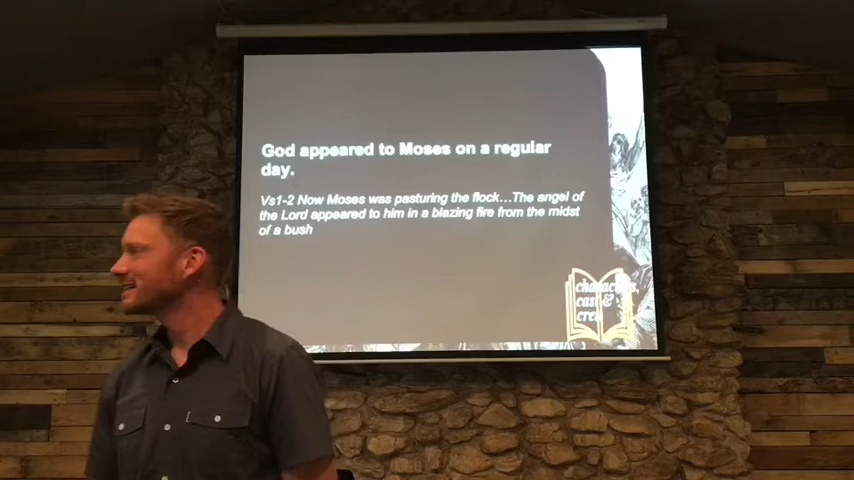 God appeared to Moses on a regular
day.
Vs1-2 Now Moses was pasturing the flock...The angel of
the Lord appeared to him in a blazing fire from the midst
of a bush
characters,
cast &
crew